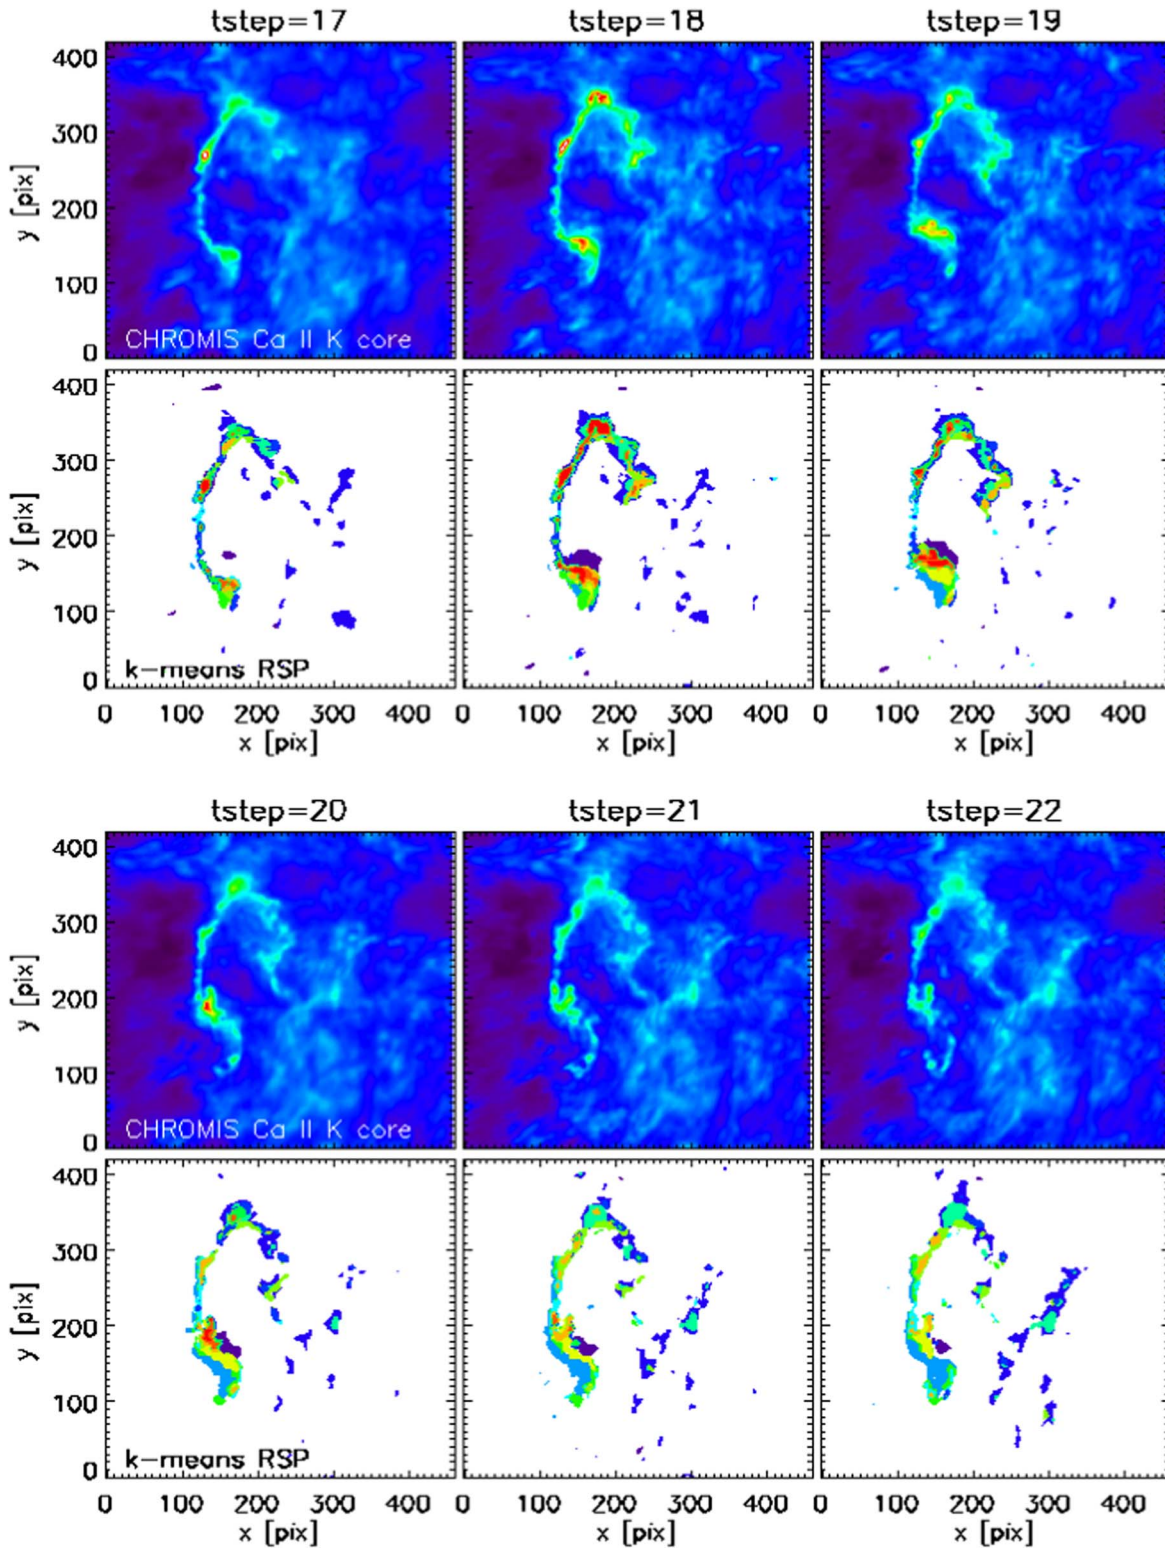 tstep=17 tstep=18 tstep=19
400
300
200
100
0
y [pix]
CHROMIS Ca II K core
400
300
200
100
0
y [pix]
k-means RSP
0 100 200 300 400 0 100 200 300 400 0 100 200 300 400
x [pix] x [pix] x [pix]
tstep=20 tstep=21 tstep=22
400
300
200
100
0
y [pix]
CHROMIS Ca II K core
400
300
200
100
0
y [pix]
k-means RSP
0 100 200 300 400 0 100 200 300 400 0 100 200 300 400
x [pix] x [pix] x [pix]